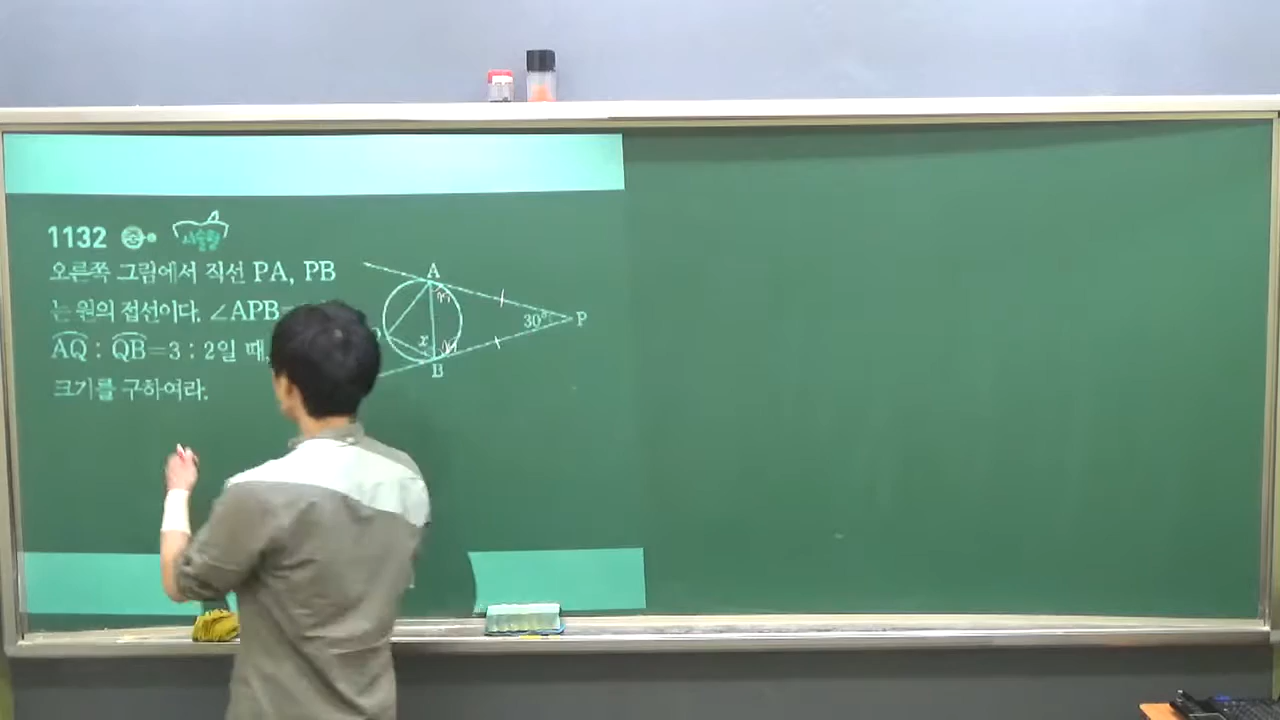 1132 중 서술형
오른쪽 그림에서 직선 PA, PB
는 원의 접선이다. ∠APB=
AQ : QB=3 : 2일 때,
크기를 구하여라.
A
30° P
x
B